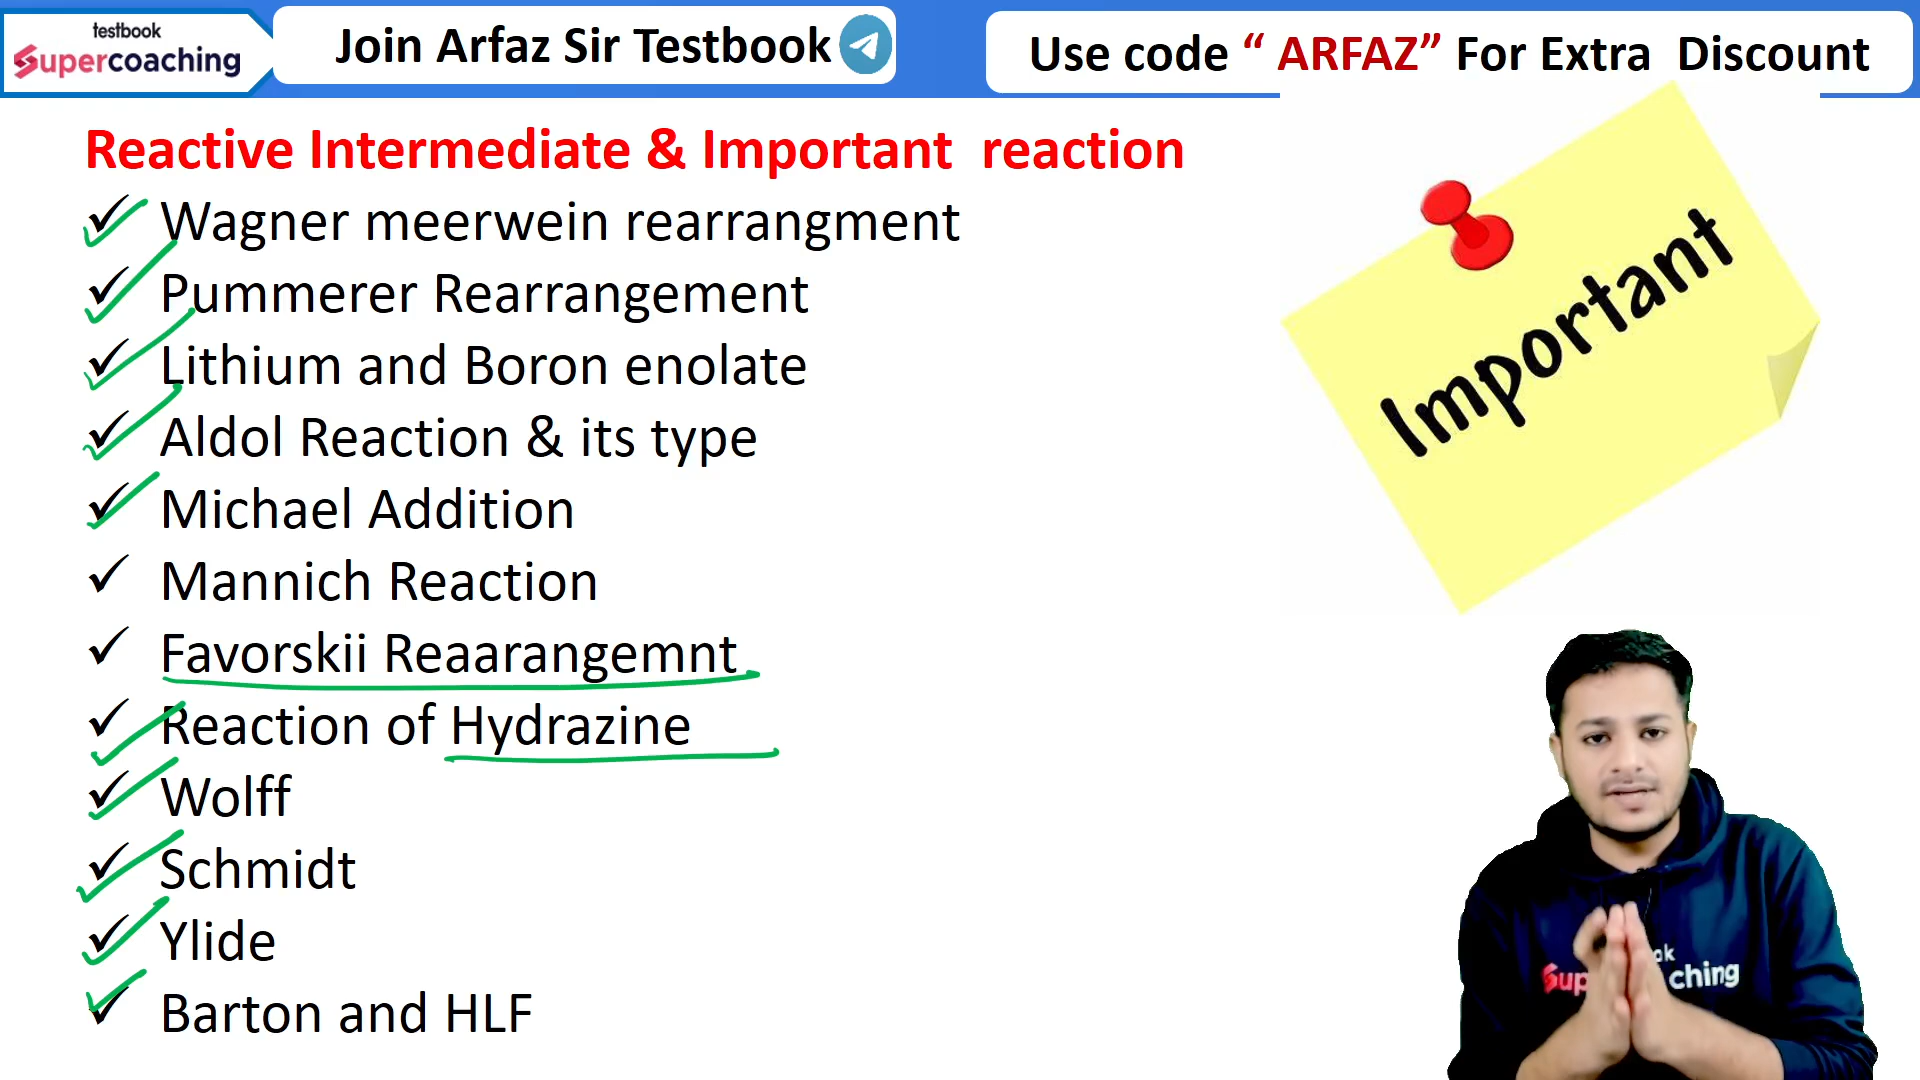 testbook
Supercoaching
Join Arfaz Sir Testbook
Use code “ ARFAZ” For Extra Discount
Reactive Intermediate & Important reaction
✓ Wagner meerwein rearrangment
✓ Pummerer Rearrangement
✓ Lithium and Boron enolate
✓ Aldol Reaction & its type
✓ Michael Addition
✓ Mannich Reaction
✓ Favorskii Reaarangemnt
✓ Reaction of Hydrazine
✓ Wolff
✓ Schmidt
✓ Ylide
✓ Barton and HLF
Important